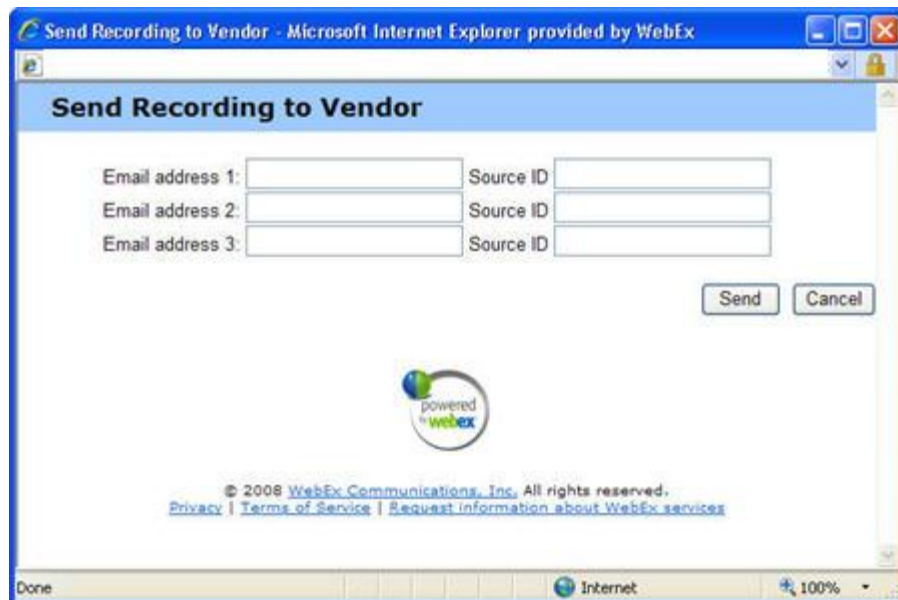 Send Recording to Vendor - Microsoft Internet Explorer provided by WebEx
Send Recording to Vendor
Email address 1: Source ID
Email address 2: Source ID
Email address 3: Source ID
Send Cancel
powered
by webex
© 2008 WebEx Communications, Inc. All rights reserved.
Privacy | Terms of Service | Request information about WebEx services
Done Internet 100%